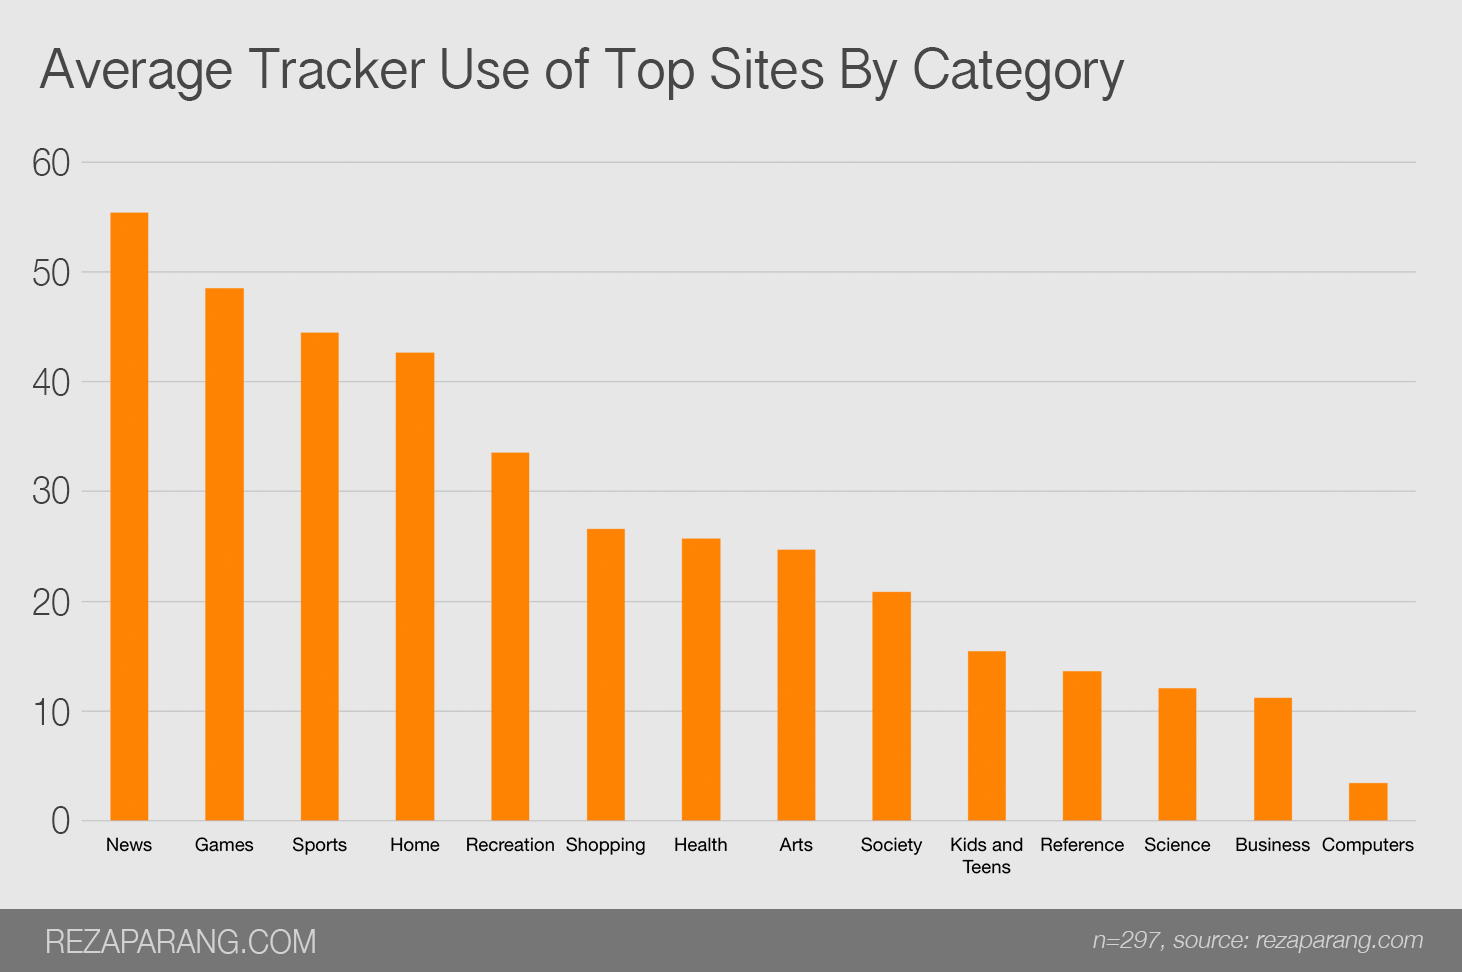 Average Tracker Use of Top Sites By Category
60
50
40
30
20
10
0
News Games Sports Home Recreation Shopping Health Arts Society Kids and Reference Science Business Computers
Teens
REZAPARANG.COM
n=297, source: rezaparang.com